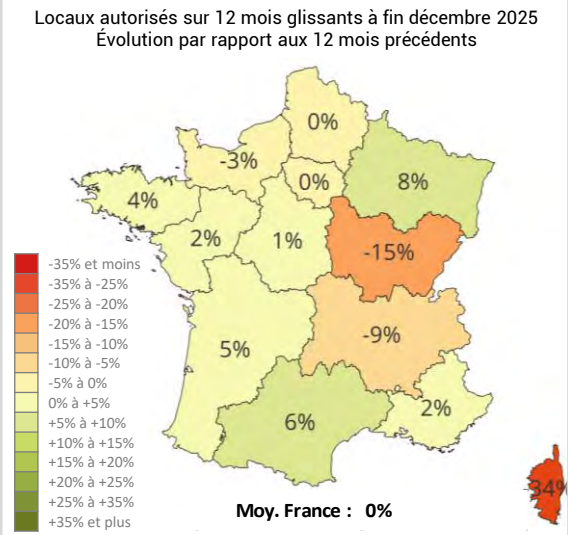 Locaux autorisés sur 12 mois glissants à fin décembre 2025
Évolution par rapport aux 12 mois précédents
0%
-3%
0%
8%
4%
2%
1%
-15%
-35% et moins
-35% à -25%
-25% à -20%
-20% à -15%
-15% à -10%
-10% à -5%
-5% à 0%
0% à +5%
+5% à +10%
+10% à +15%
+15% à +20%
+20% à +25%
+25% à +35%
+35% et plus
5%
-9%
6%
2%
-34%
Moy. France : 0%